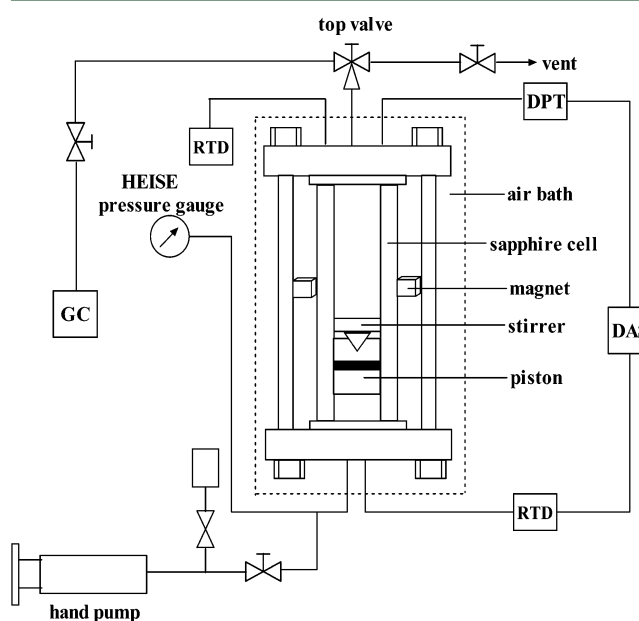 top valve
vent
DPT
RTD
HEISE
pressure gauge
air bath
sapphire cell
magnet
GC
stirrer
piston
RTD
hand pump